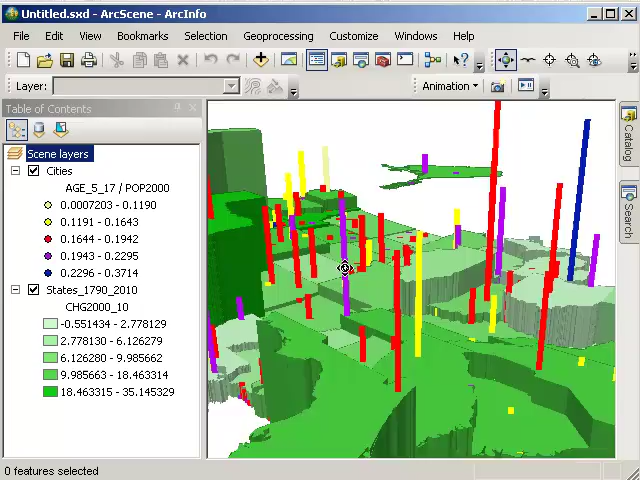 Untitled.sxd - ArcScene - ArcInfo
File Edit View Bookmarks Selection Geoprocessing Customize Windows Help
Layer: Animation
Table of Contents
Scene layers
Cities
AGE_5_17 / POP2000
0.0007203 - 0.1190
0.1191 - 0.1643
0.1644 - 0.1942
0.1943 - 0.2295
0.2296 - 0.3714
States_1790_2010
CHG2000_10
-0.551434 - 2.778129
2.778130 - 6.126279
6.126280 - 9.985662
9.985663 - 18.463314
18.463315 - 35.145329
Catalog
Search
0 features selected